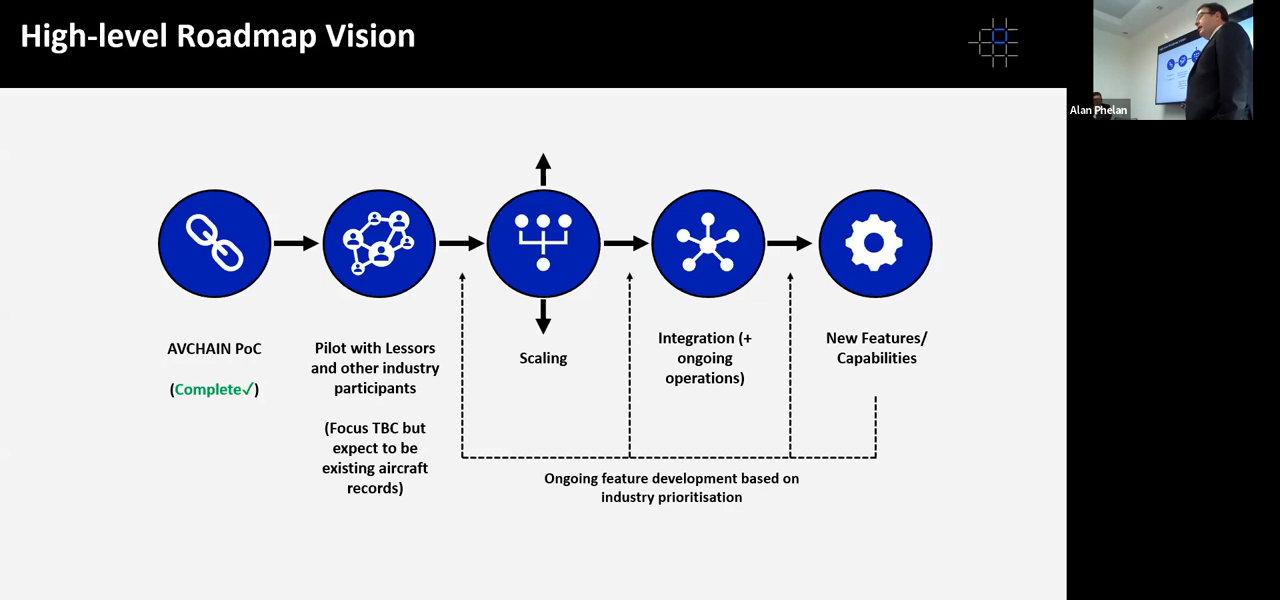 High-level Roadmap Vision
Alan Phelan
AVCHAIN PoC
(Complete✓)
Pilot with Lessors
and other industry
participants
(Focus TBC but
expect to be
existing aircraft
records)
Scaling
Integration (+
ongoing
operations)
New Features/
Capabilities
Ongoing feature development based on
industry prioritisation